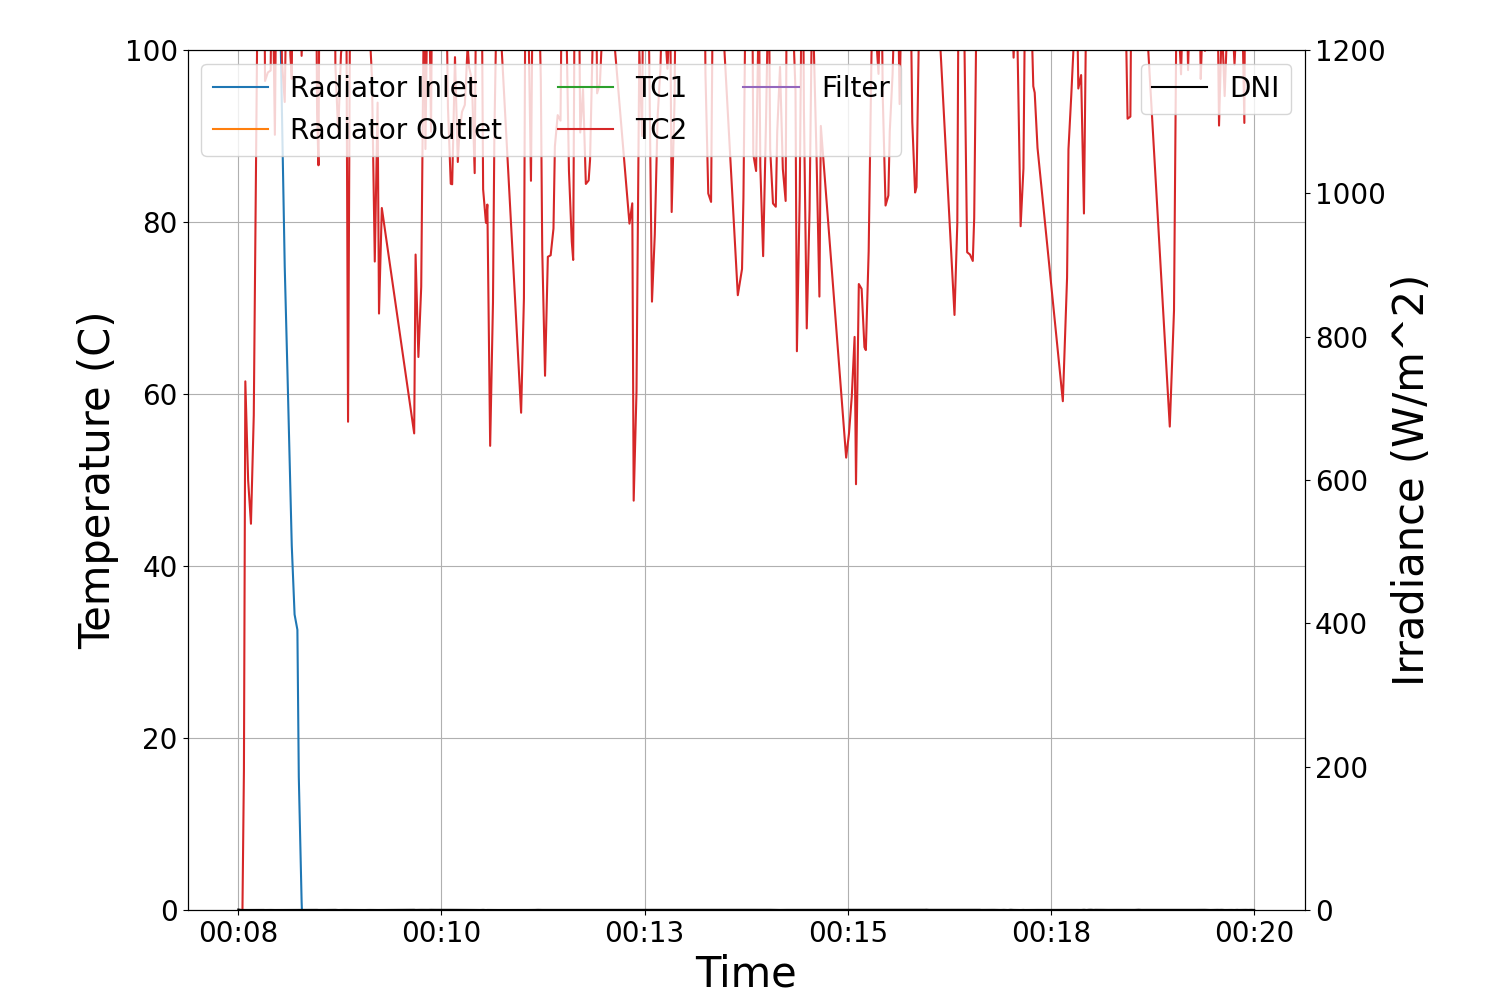 100
80
60
40
20
0
Temperature (C)
Radiator Inlet
Radiator Outlet
TC1
TC2
Filter
DNI
1200
1000
800
600
400
200
0
Irradiance (W/m^2)
00:08 00:10 00:13 00:15 00:18 00:20
Time